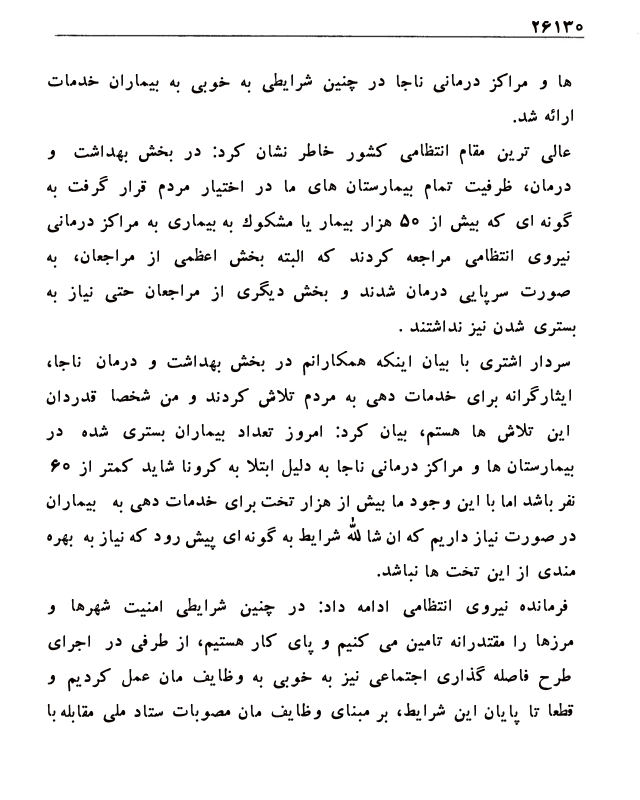 ۲۶۱۳۰
ها و مراکز درمانی ناجا در چنین شرایطی به خوبی به بیماران خدمات
ارائه شد.
عالی ترین مقام انتظامی کشور خاطر نشان کرد: در بخش بهداشت و
درمان، ظرفیت تمام بیمارستان های ما در اختیار مردم قرار گرفت به
گونه ای که بیش از ۵۰ هزار بیمار یا مشکوك به بیماری به مراکز درمانی
نیروی انتظامی مراجعه کردند که البته بخش اعظمی از مراجعان، به
صورت سرپایی درمان شدند و بخش دیگری از مراجعان حتی نیاز به
بستری شدن نیز نداشتند .
سردار اشتری با بیان اینکه همکارانم در بخش بهداشت و درمان ناجا،
ایثارگرانه برای خدمات دهی به مردم تلاش کردند و من شخصا قدردان
این تلاش ها هستم، بیان کرد: امروز تعداد بیماران بستری شده در
بیمارستان ها و مراکز درمانی ناجا به دلیل ابتلا به کرونا شاید کمتر از ۶۰
نفر باشد اما با این وجود ما بیش از هزار تخت برای خدمات دهی به بیماران
در صورت نیاز داریم که ان شا لله شرایط به گونه ای پیش رود که نیاز به بهره
مندی از این تخت ها نباشد.
فرمانده نیروی انتظامی ادامه داد: در چنین شرایطی امنیت شهرها و
مرزها را مقتدرانه تامین می کنیم و پای کار هستیم، از طرفی در اجرای
طرح فاصله گذاری اجتماعی نیز به خوبی به وظایف مان عمل کردیم و
قطعا تا پایان این شرایط، بر مبنای وظایف مان مصوبات ستاد ملی مقابله با